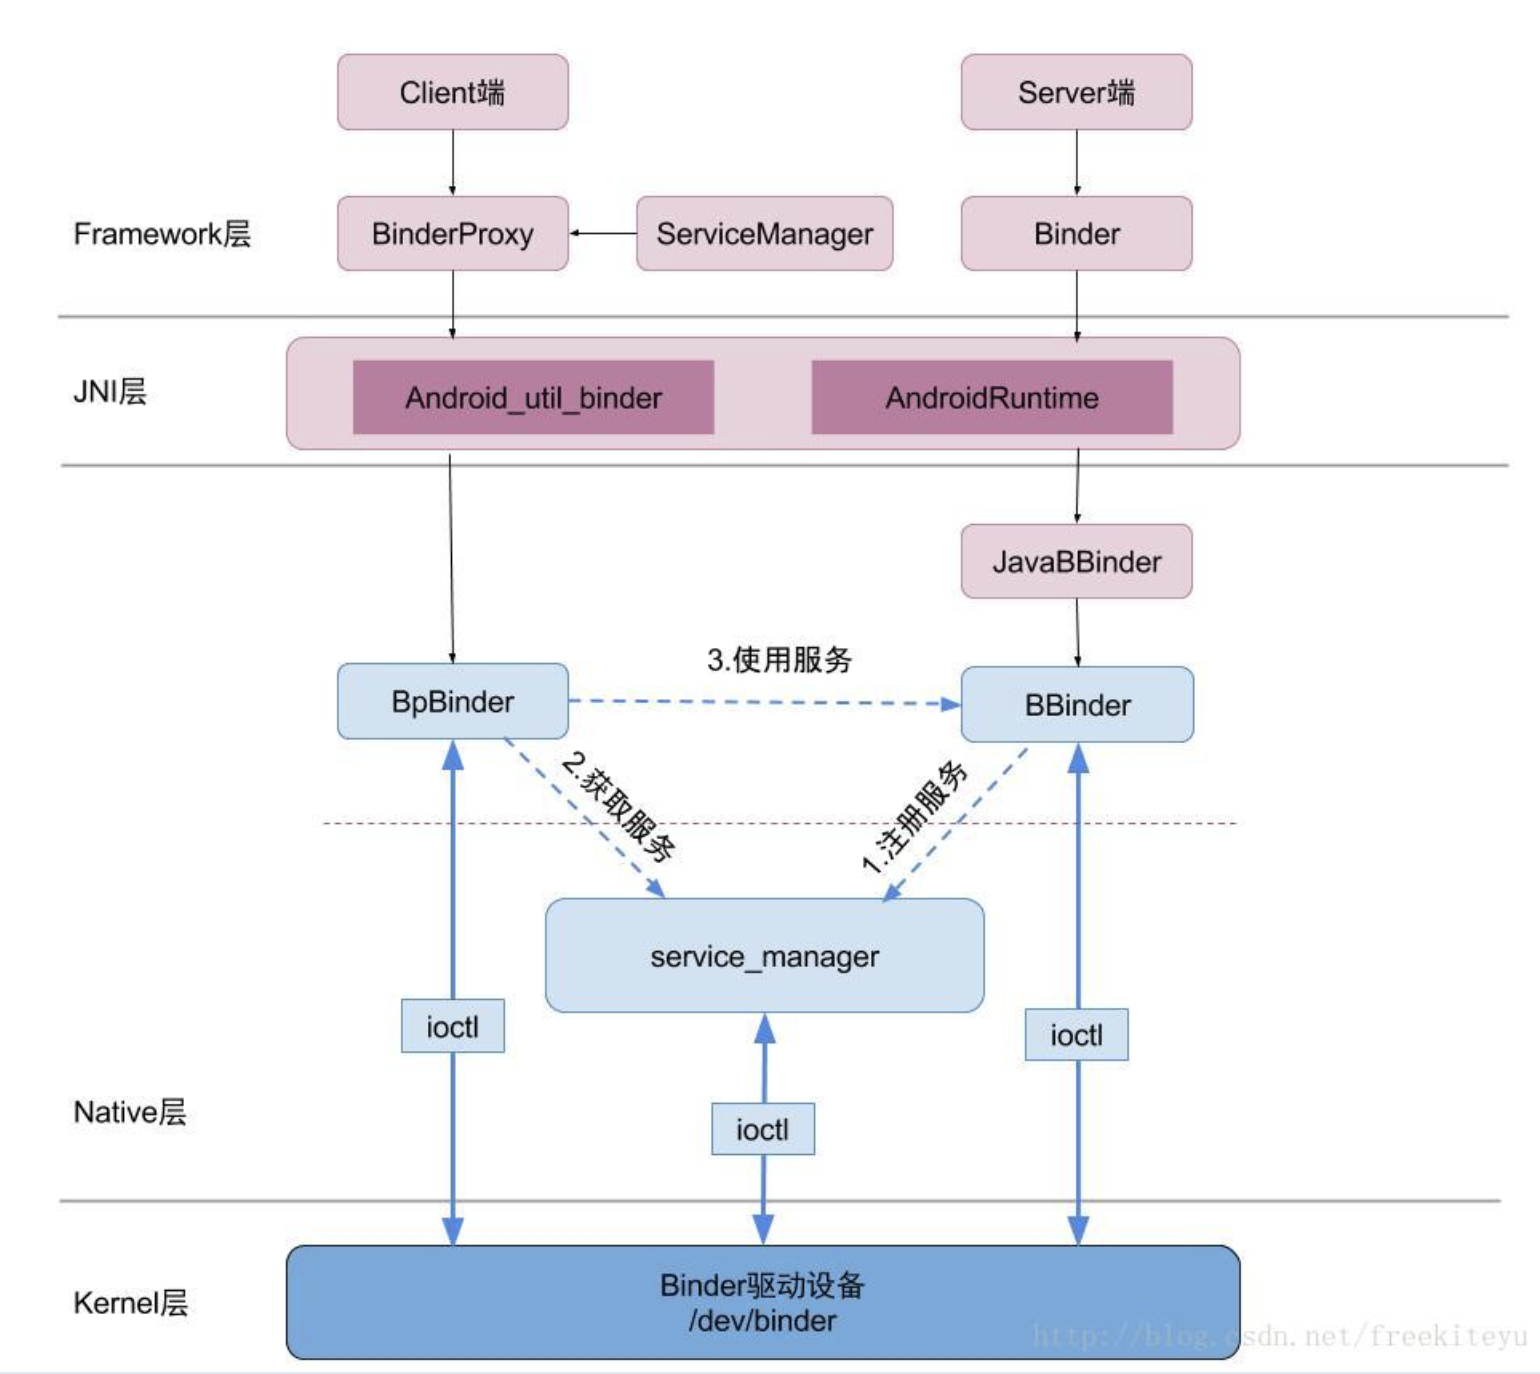 Client端
Server端
Framework层
BinderProxy
ServiceManager
Binder
JNI层
Android_util_binder
AndroidRuntime
JavaBBinder
3.使用服务
BpBinder
BBinder
2.获取服务
1.注册服务
service_manager
ioctl
ioctl
Native层
ioctl
Kernel层
Binder驱动设备
/dev/binder
http://blog.csdn.net/freekiteyu